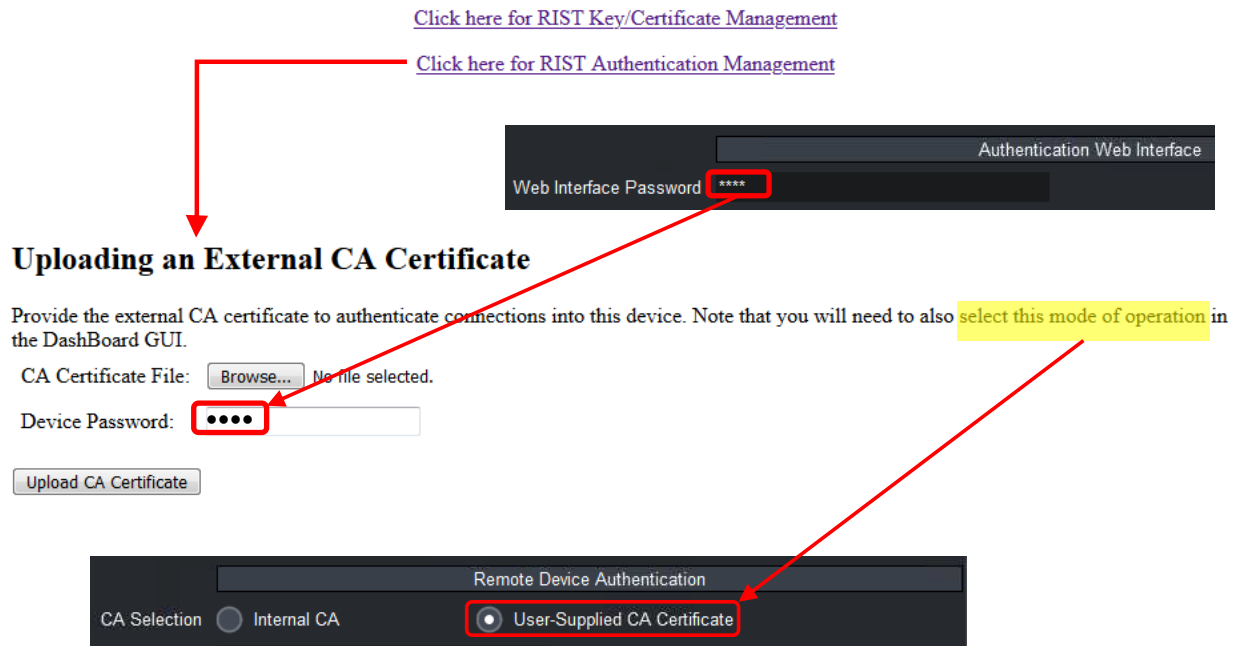 Click here for RIST Key/Certificate Management
Click here for RIST Authentication Management
Authentication Web Interface
Web Interface Password ****
Uploading an External CA Certificate
Provide the external CA certificate to authenticate connections into this device. Note that you will need to also select this mode of operation in
the DashBoard GUI.
CA Certificate File: Browse... No file selected.
Device Password: ●●●●
Upload CA Certificate
Remote Device Authentication
CA Selection Internal CA User-Supplied CA Certificate